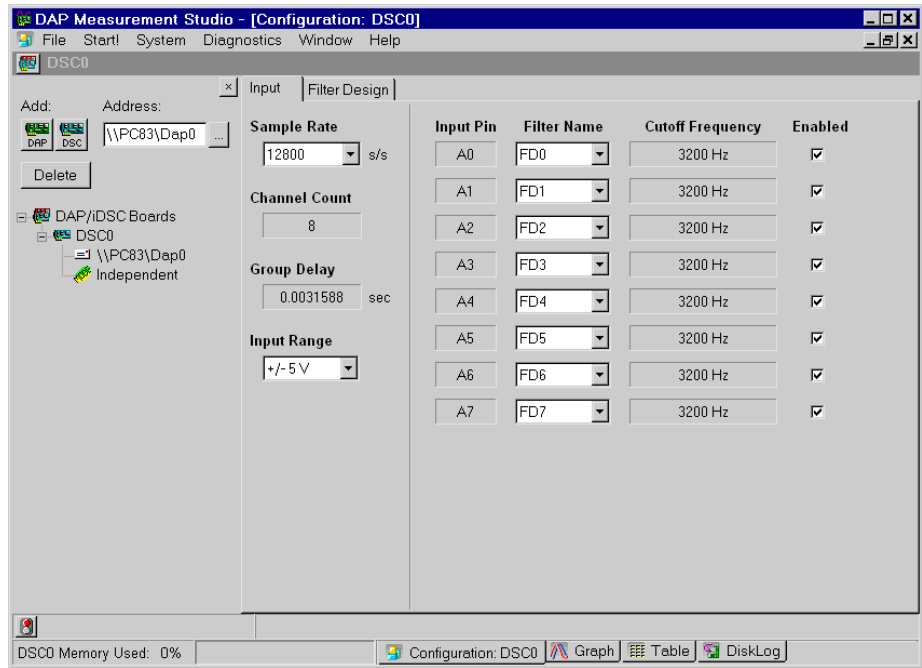 DAP Measurement Studio - [Configuration: DSC0]
File Start! System Diagnostics Window Help
DSC0
Add: Address:
DAP DSC \\PC83\Dap0 ...
Delete
DAP/iDSC Boards
DSC0
\\PC83\Dap0
Independent
Input Filter Design
Sample Rate
12800 s/s
Channel Count
8
Group Delay
0.0031588 sec
Input Range
+/- 5 V
Input Pin Filter Name Cutoff Frequency Enabled
A0 FD0 3200 Hz
A1 FD1 3200 Hz
A2 FD2 3200 Hz
A3 FD3 3200 Hz
A4 FD4 3200 Hz
A5 FD5 3200 Hz
A6 FD6 3200 Hz
A7 FD7 3200 Hz
DSC0 Memory Used: 0%
Configuration: DSC0 Graph Table DiskLog